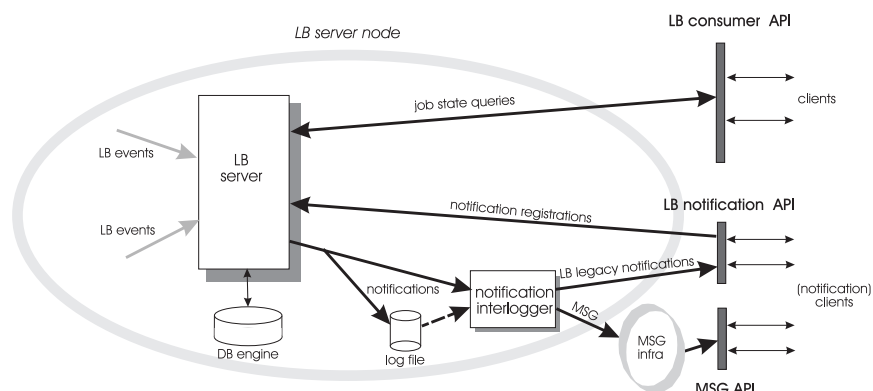 LB server node
LB consumer API
job state queries
clients
LB events
LB
server
LB events
notification registrations
LB notification API
LB legacy notifications
notifications
notification
interlogger
(notification)
clients
MSG
DB engine
log file
MSG
infra
MSG API